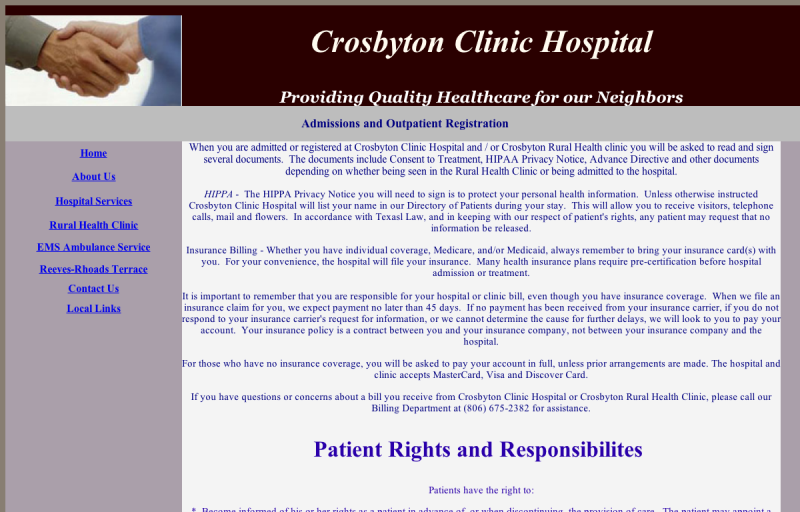 Crosbyton Clinic Hospital
Providing Quality Healthcare for our Neighbors
Admissions and Outpatient Registration
Home
About Us
Hospital Services
Rural Health Clinic
EMS Ambulance Service
Reeves-Rhoads Terrace
Contact Us
Local Links
When you are admitted or registered at Crosbyton Clinic Hospital and / or Crosbyton Rural Health clinic you will be asked to read and sign
several documents. The documents include Consent to Treatment, HIPAA Privacy Notice, Advance Directive and other documents
depending on whether being seen in the Rural Health Clinic or being admitted to the hospital.
HIPPA - The HIPPA Privacy Notice you will need to sign is to protect your personal health information. Unless otherwise instructed
Crosbyton Clinic Hospital will list your name in our Directory of Patients during your stay. This will allow you to receive visitors, telephone
calls, mail and flowers. In accordance with Texasl Law, and in keeping with our respect of patient's rights, any patient may request that no
information be released.
Insurance Billing - Whether you have individual coverage, Medicare, and/or Medicaid, always remember to bring your insurance card(s) with
you. For your convenience, the hospital will file your insurance. Many health insurance plans require pre-certification before hospital
admission or treatment.
It is important to remember that you are responsible for your hospital or clinic bill, even though you have insurance coverage. When we file an
insurance claim for you, we expect payment no later than 45 days. If no payment has been received from your insurance carrier, if you do not
respond to your insurance carrier's request for information, or we cannot determine the cause for further delays, we will look to you to pay your
account. Your insurance policy is a contract between you and your insurance company, not between your insurance company and the
hospital.
For those who have no insurance coverage, you will be asked to pay your account in full, unless prior arrangements are made. The hospital and
clinic accepts MasterCard, Visa and Discover Card.
If you have questions or concerns about a bill you receive from Crosbyton Clinic Hospital or Crosbyton Rural Health Clinic, please call our
Billing Department at (806) 675-2382 for assistance.
Patient Rights and Responsibilites
Patients have the right to:
* Become informed of his or her rights as a patient in advance of, or when discontinuing, the provision of care. The patient may appoint a